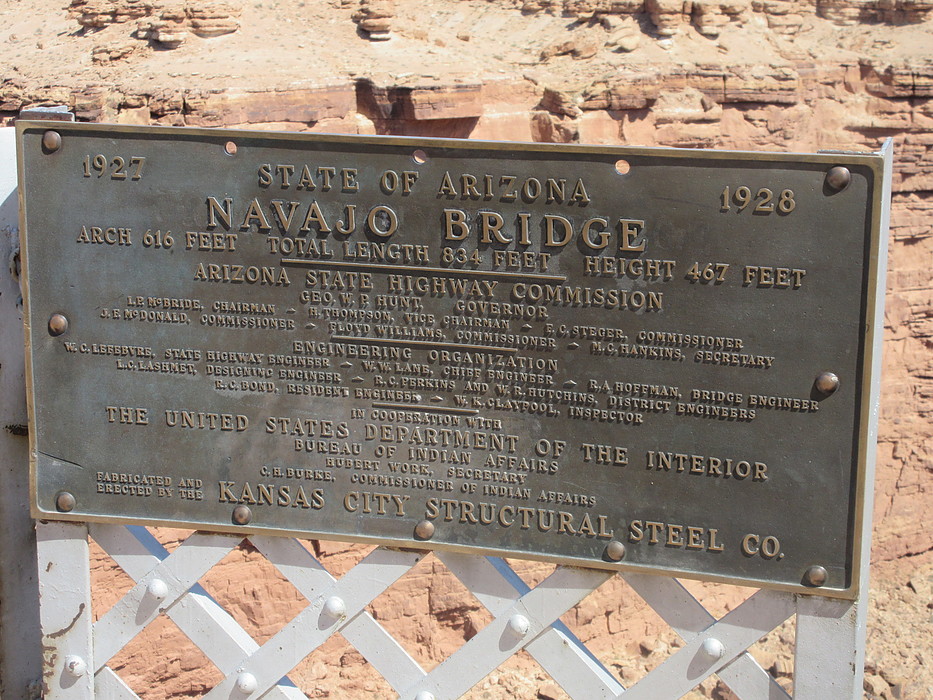 1927 1928
STATE OF ARIZONA
NAVAJO BRIDGE
ARCH 616 FEET TOTAL LENGTH 834 FEET HEIGHT 467 FEET
ARIZONA STATE HIGHWAY COMMISSION
GEO. W. P. HUNT, GOVERNOR
I.P. McBRIDE, CHAIRMAN – H. THOMPSON, VICE CHAIRMAN – E.C. STEGER, COMMISSIONER
J.F. McDONALD, COMMISSIONER – FLOYD WILLIAMS, COMMISSIONER – M.C. HANKINS, SECRETARY
ENGINEERING ORGANIZATION
W.C. LEFEBVRE, STATE HIGHWAY ENGINEER – W.W. LANE, CHIEF ENGINEER – R.A. HOFFMAN, BRIDGE ENGINEER
L.C. LASHMET, DESIGNING ENGINEER – R.C. PERKINS AND W.R. HUTCHINS, DISTRICT ENGINEERS
R.C. BOND, RESIDENT ENGINEER – W.K. CLAYPOOL, INSPECTOR
IN COOPERATION WITH
THE UNITED STATES DEPARTMENT OF THE INTERIOR
BUREAU OF INDIAN AFFAIRS
HUBERT WORK, SECRETARY
C.H. BURKE, COMMISSIONER OF INDIAN AFFAIRS
FABRICATED AND
ERECTED BY THE KANSAS CITY STRUCTURAL STEEL CO.